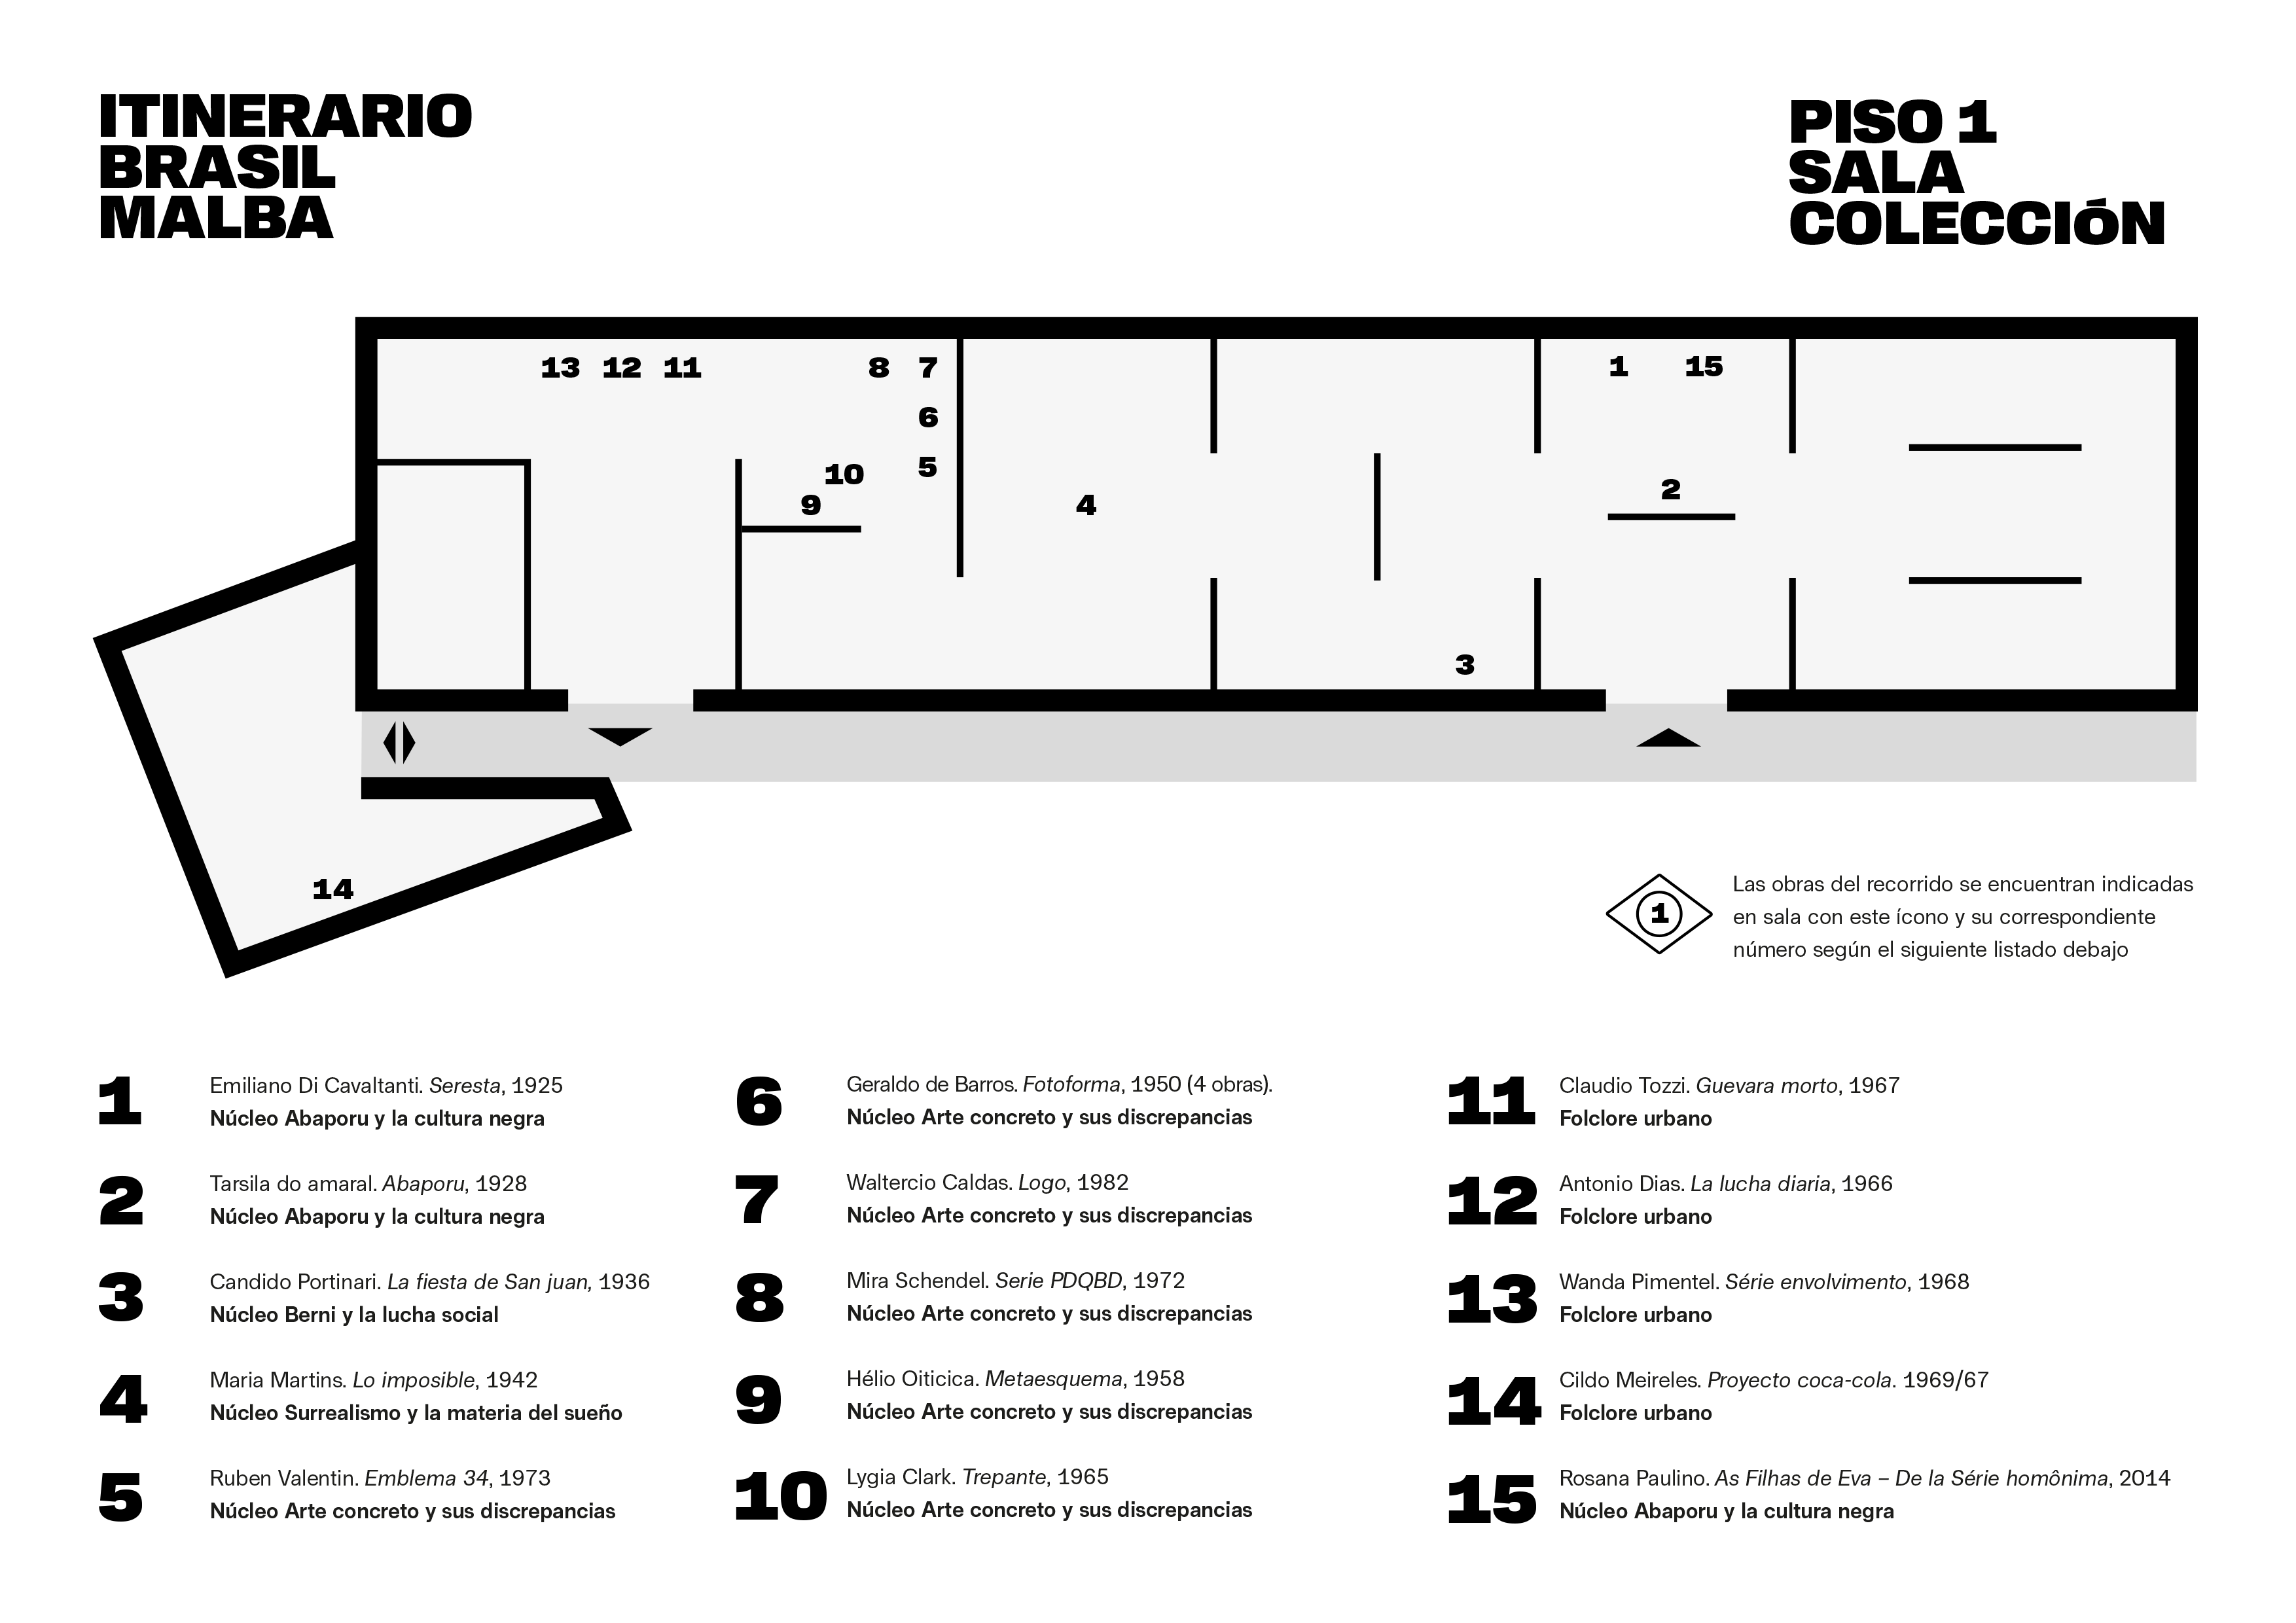 ITINERARIO
BRASIL
MALBA
PISO 1
SALA
COLECCIÓN
13 12 11 8 7 1 15
6
5
10
9
4
2
3
14
1
Las obras del recorrido se encuentran indicadas
en sala con este ícono y su correspondiente
número según el siguiente listado debajo
1
Emiliano Di Cavaltanti. Seresta, 1925
Núcleo Abaporu y la cultura negra
2
Tarsila do amaral. Abaporu, 1928
Núcleo Abaporu y la cultura negra
3
Candido Portinari. La fiesta de San juan, 1936
Núcleo Berni y la lucha social
4
Maria Martins. Lo imposible, 1942
Núcleo Surrealismo y la materia del sueño
5
Ruben Valentin. Emblema 34, 1973
Núcleo Arte concreto y sus discrepancias
6
Geraldo de Barros. Fotoforma, 1950 (4 obras).
Núcleo Arte concreto y sus discrepancias
7
Waltercio Caldas. Logo, 1982
Núcleo Arte concreto y sus discrepancias
8
Mira Schendel. Serie PDQBD, 1972
Núcleo Arte concreto y sus discrepancias
9
Hélio Oiticica. Metaesquema, 1958
Núcleo Arte concreto y sus discrepancias
10
Lygia Clark. Trepante, 1965
Núcleo Arte concreto y sus discrepancias
11
Claudio Tozzi. Guevara morto, 1967
Folclore urbano
12
Antonio Dias. La lucha diaria, 1966
Folclore urbano
13
Wanda Pimentel. Série envolvimento, 1968
Folclore urbano
14
Cildo Meireles. Proyecto coca-cola. 1969/67
Folclore urbano
15
Rosana Paulino. As Filhas de Eva – De la Série homônima, 2014
Núcleo Abaporu y la cultura negra